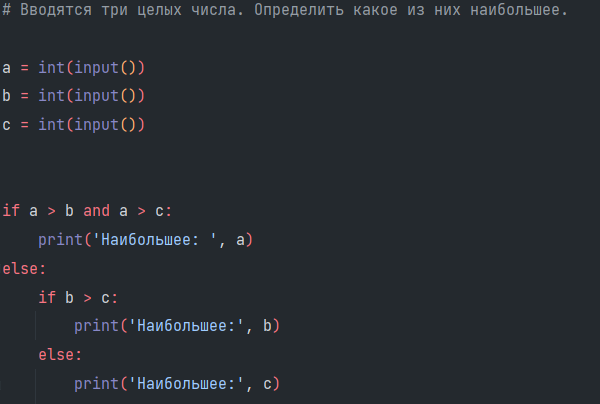 # Вводятся три целых числа. Определить какое из них наибольшее.
a = int(input())
b = int(input())
c = int(input())
if a > b and a > c:
    print('Наибольшее: ', a)
else:
    if b > c:
        print('Наибольшее:', b)
    else:
        print('Наибольшее:', c)